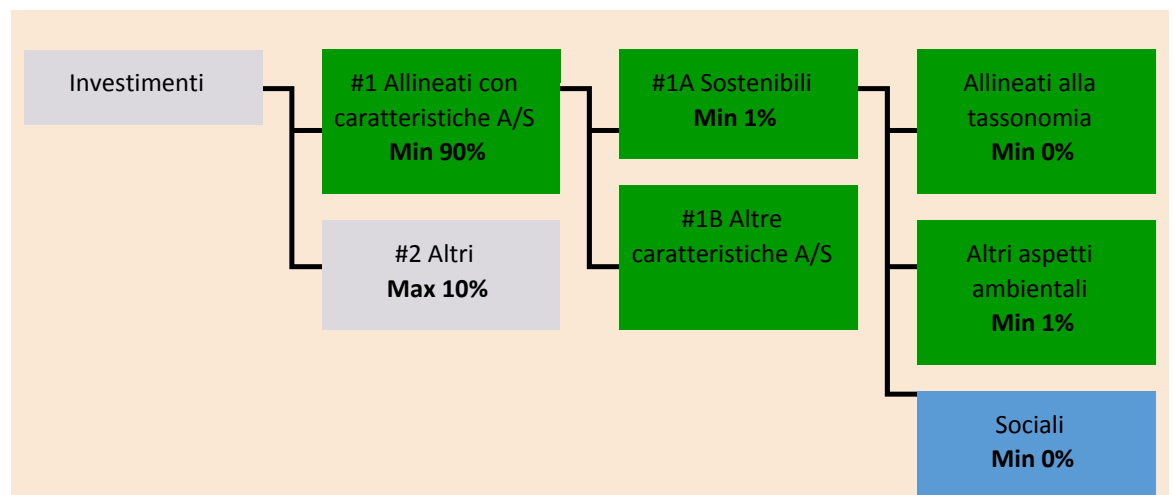 Investimenti
#1 Allineati con
caratteristiche A/S
Min 90%
#2 Altri
Max 10%
#1A Sostenibili
Min 1%
#1B Altre
caratteristiche A/S
Allineati alla
tassonomia
Min 0%
Altri aspetti
ambientali
Min 1%
Sociali
Min 0%